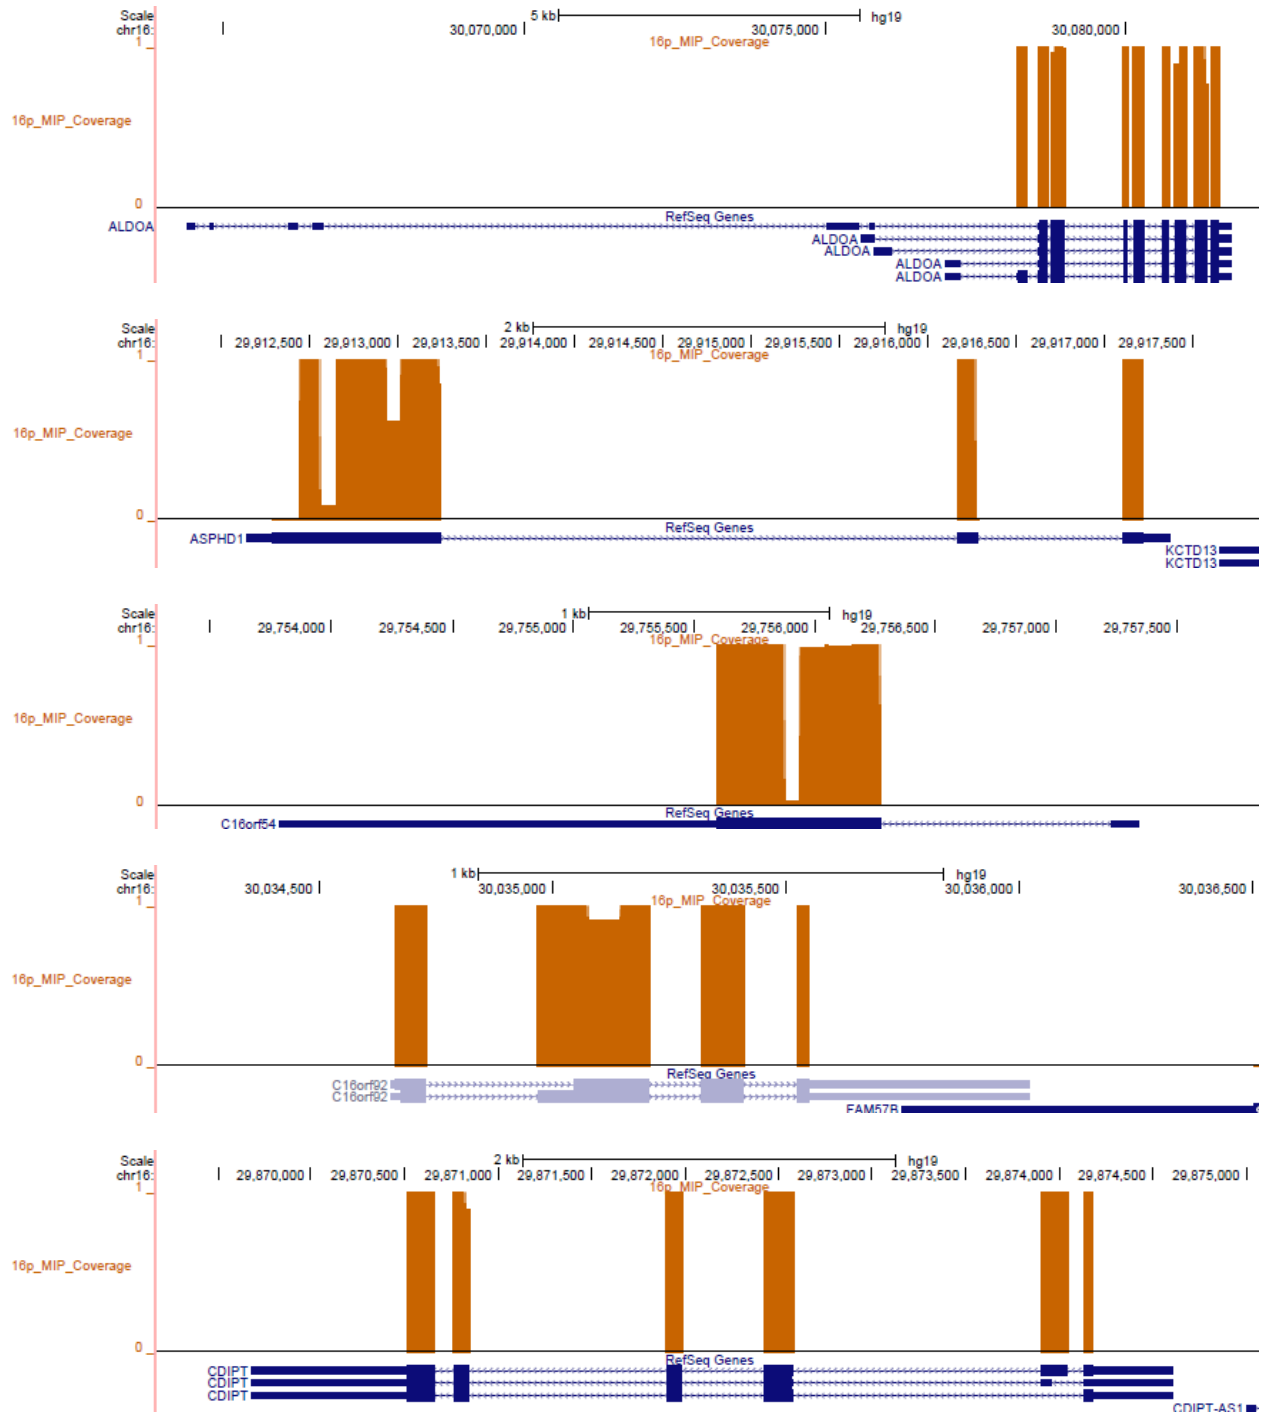 Scale 5 kb hg19
chr16: 30,070,000 30,075,000 30,080,000
1 _ 16p_MIP_Coverage
16p_MIP_Coverage
0 _
RefSeq Genes
ALDOA
ALDOA
ALDOA
ALDOA
ALDOA
Scale 2 kb hg19
chr16: 29,912,500 29,913,000 29,913,500 29,914,000 29,914,500 29,915,000 29,915,500 29,916,000 29,916,500 29,917,000 29,917,500
1 _ 16p_MIP_Coverage
16p_MIP_Coverage
0 _
RefSeq Genes
ASPHD1
KCTD13
KCTD13
Scale 1 kb hg19
chr16: 29,754,000 29,754,500 29,755,000 29,755,500 29,756,000 29,756,500 29,757,000 29,757,500
1 _ 16p_MIP_Coverage
16p_MIP_Coverage
0 _
RefSeq Genes
C16orf54
Scale 1 kb hg19
chr16: 30,034,500 30,035,000 30,035,500 30,036,000 30,036,500
1 _ 16p_MIP_Coverage
16p_MIP_Coverage
0 _
RefSeq Genes
C16orf92
C16orf92
FAM57B
Scale 2 kb hg19
chr16: 29,870,000 29,870,500 29,871,000 29,871,500 29,872,000 29,872,500 29,873,000 29,873,500 29,874,000 29,874,500 29,875,000
1 _ 16p_MIP_Coverage
16p_MIP_Coverage
0 _
RefSeq Genes
CDIPT
CDIPT
CDIPT
CDIPT-AS1